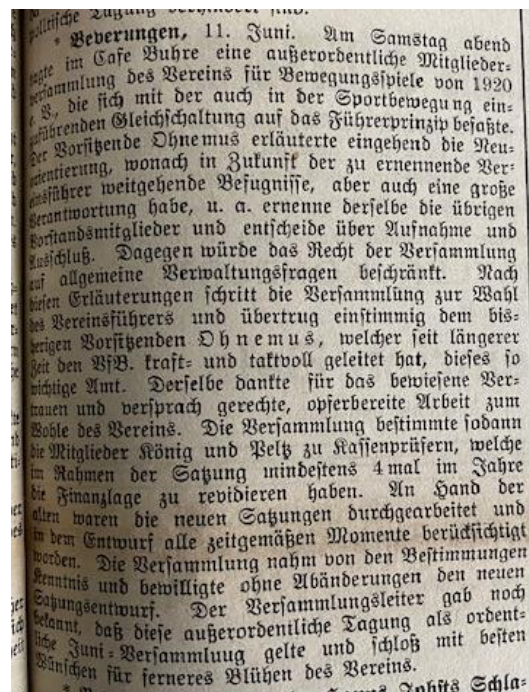 politische Tagung verhindert sind.
* Beverungen, 11. Juni. Am Samstag abend
tagte im Cafe Buhre eine außerordentliche Mitglieder-
versammlung des Vereins für Bewegungsspiele von 1920
e. V., die sich mit der auch in der Sportbewegung ein-
zuführenden Gleichschaltung auf das Führerprinzip befaßte.
Der Vorsitzende Ohnemus erläuterte eingehend die Neu-
orientierung, wonach in Zukunft der zu ernennende Ver-
einsführer weitgehende Befugnisse, aber auch eine große
Verantwortung habe, u. a. ernenne derselbe die übrigen
Vorstandsmitglieder und entscheide über Aufnahme und
Ausschluß. Dagegen würde das Recht der Versammlung
auf allgemeine Verwaltungsfragen beschränkt. Nach
diesen Erläuterungen schritt die Versammlung zur Wahl
des Vereinsführers und übertrug einstimmig dem bis-
herigen Vorsitzenden Ohnemus, welcher seit längerer
Zeit den VfB. kraft- und taktvoll geleitet hat, dieses so
wichtige Amt. Derselbe dankte für das bewiesene Ver-
trauen und versprach gerechte, opferbereite Arbeit zum
Wohle des Vereins. Die Versammlung bestimmte sodann
die Mitglieder König und Peltz zu Kassenprüfern, welche
im Rahmen der Satzung mindestens 4 mal im Jahre
die Finanzlage zu revidieren haben. An Hand der
alten waren die neuen Satzungen durchgearbeitet und
in dem Entwurf alle zeitgemäßen Momente berücksichtigt
worden. Die Versammlung nahm von den Bestimmungen
Kenntnis und bewilligte ohne Abänderungen den neuen
Satzungsentwurf. Der Versammlungsleiter gab noch
bekannt, daß diese außerordentliche Tagung als ordent-
liche Juni-Versammluug gelte und schloß mit besten
Wünschen für ferneres Blühen des Vereins.